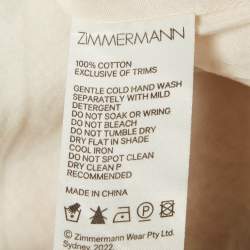 ZIMMERMANN
100% COTTON
EXCLUSIVE OF TRIMS
GENTLE COLD HAND WASH
SEPARATELY WITH MILD
DETERGENT
DO NOT SOAK OR WRING
DO NOT BLEACH
DO NOT TUMBLE DRY
DRY FLAT IN SHADE
COOL IRON
DO NOT SPOT CLEAN
DRY CLEAN P
RECOMMENDED
MADE IN CHINA
P
© Zimmermann Wear Pty Ltd.
Sydney, 2022.